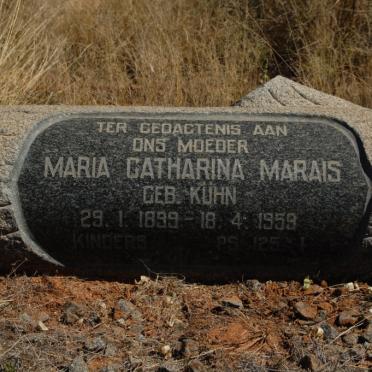 TER GEDACTENIS AAN
ONS MOEDER
MARIA CATHARINA MARAIS
GEB. KÜHN
29. 1. 1899 - 18. 4. 1959
KINDERS PS. 125: 1